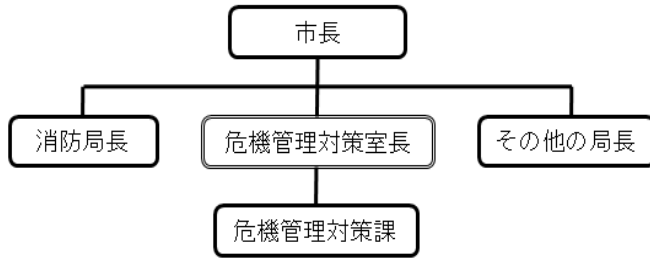 市長
消防局長
危機管理対策室長
その他の局長
危機管理対策課